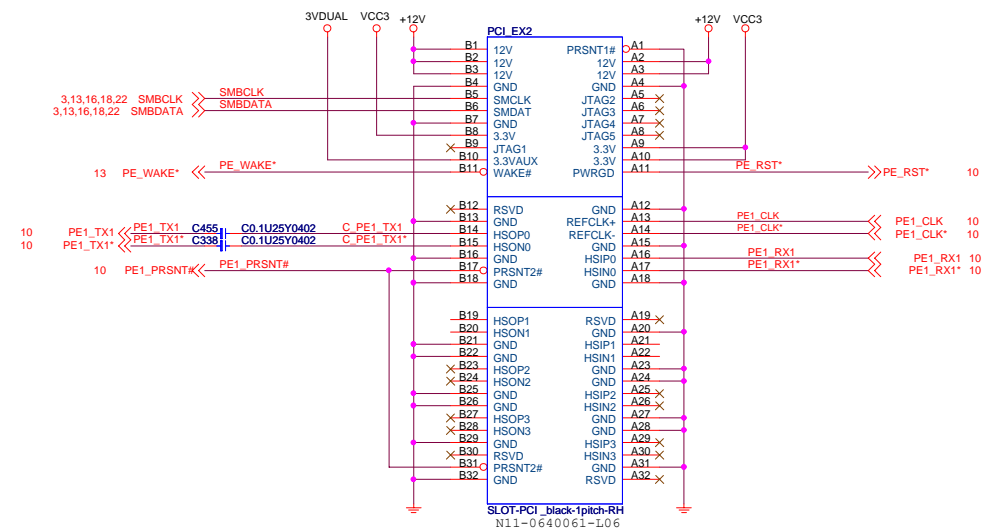 3VDUAL VCC3 +12V +12V VCC3
PCI_EX2
B1 12V PRSNT1# A1
B2 12V 12V A2
B3 12V 12V A3
B4 GND GND A4
3,13,16,18,22 SMBCLK SMBCLK B5 SMCLK JTAG2 A5
3,13,16,18,22 SMBDATA SMBDATA B6 SMDAT JTAG3 A6
B7 GND JTAG4 A7
B8 3.3V JTAG5 A8
B9 JTAG1 3.3V A9
B10 3.3VAUX 3.3V A10
13 PE_WAKE* PE_WAKE* B11 WAKE# PWRGD A11 PE_RST* PE_RST* 10
B12 RSVD GND A12
B13 GND REFCLK+ A13 PE1_CLK PE1_CLK 10
10 PE1_TX1 PE1_TX1 C455 C0.1U25Y0402 C_PE1_TX1 B14 HSOP0 REFCLK- A14 PE1_CLK* PE1_CLK* 10
10 PE1_TX1* PE1_TX1* C338 C0.1U25Y0402 C_PE1_TX1* B15 HSON0 GND A15
B16 GND HSIP0 A16 PE1_RX1 PE1_RX1 10
10 PE1_PRSNT# PE1_PRSNT# B17 PRSNT2# HSIN0 A17 PE1_RX1* PE1_RX1* 10
B18 GND GND A18
B19 HSOP1 RSVD A19
B20 HSON1 GND A20
B21 GND HSIP1 A21
B22 GND HSIN1 A22
B23 HSOP2 GND A23
B24 HSON2 GND A24
B25 GND HSIP2 A25
B26 GND HSIN2 A26
B27 HSOP3 GND A27
B28 HSON3 GND A28
B29 GND HSIP3 A29
B30 RSVD HSIN3 A30
B31 PRSNT2# GND A31
B32 GND RSVD A32
SLOT-PCI_black-1pitch-RH
N11-0640061-L06